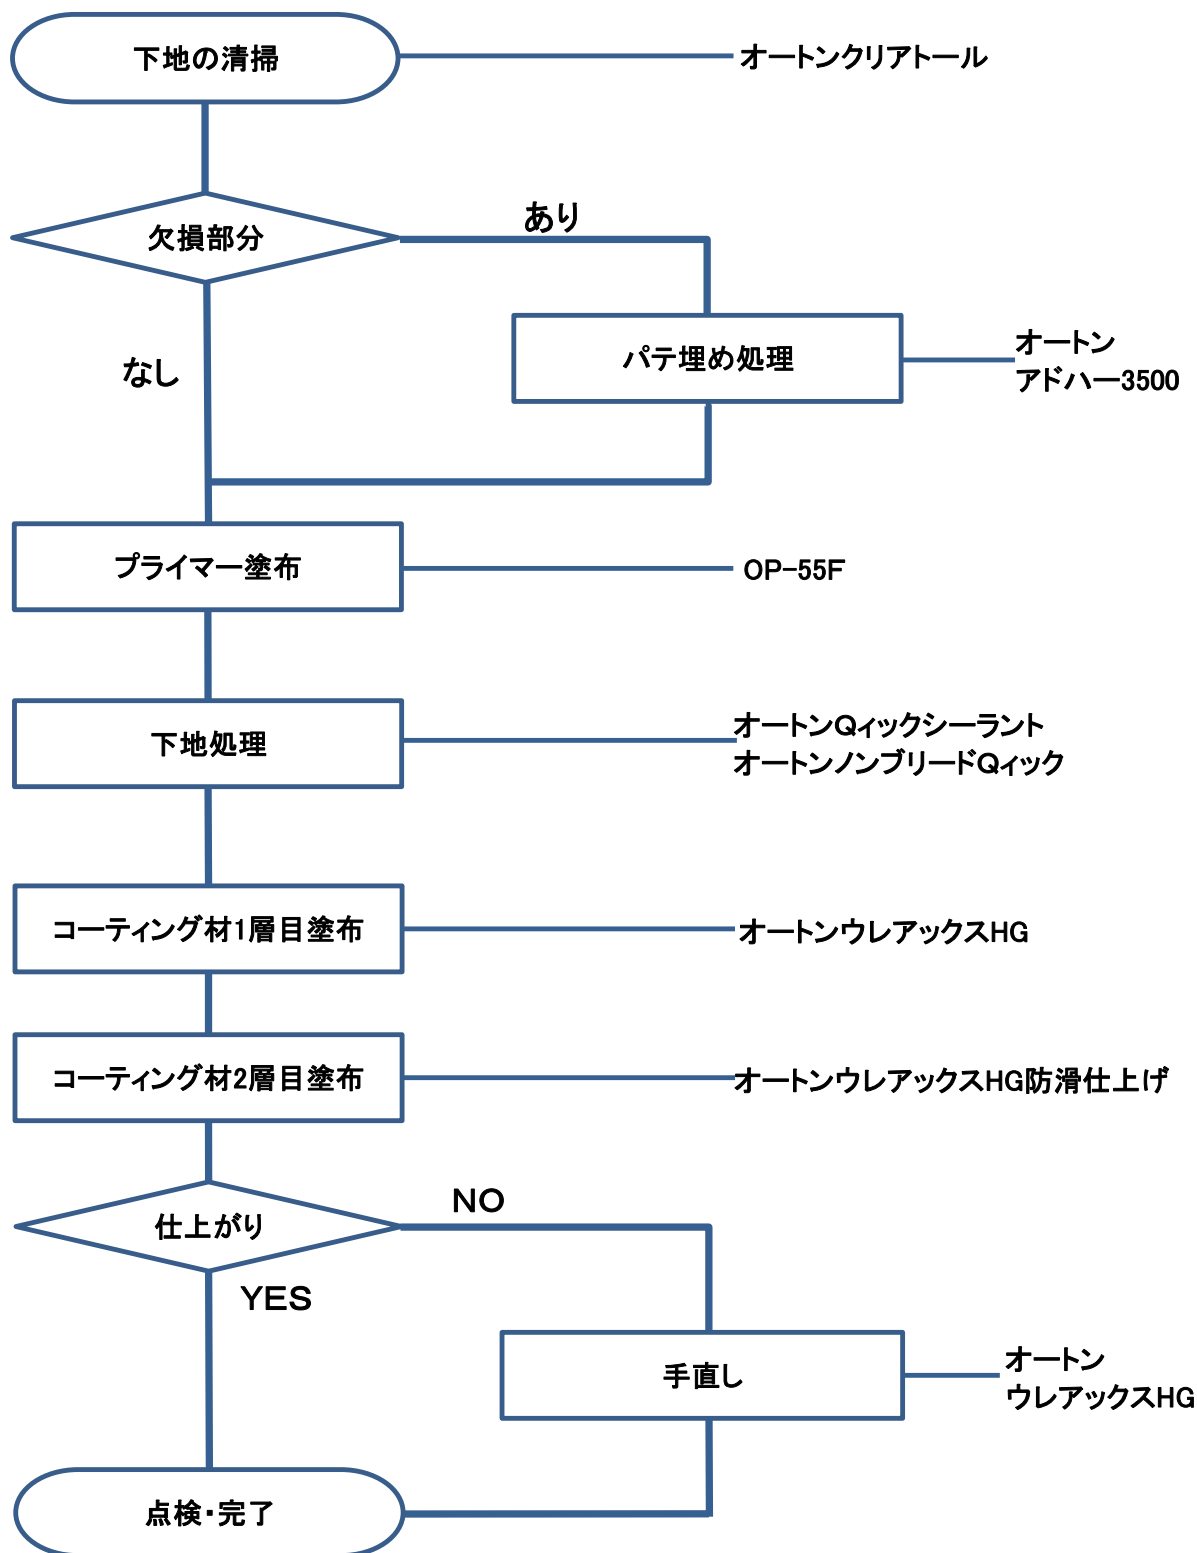 下地の清掃
オートンクリアトール
欠損部分
あり
なし
パテ埋め処理
オートン
アドハー3500
プライマー塗布
OP-55F
下地処理
オートンQィックシーラント
オートンノンブリードQィック
コーティング材1層目塗布
オートンウレアックスHG
コーティング材2層目塗布
オートンウレアックスHG防滑仕上げ
仕上がり
NO
YES
手直し
オートン
ウレアックスHG
点検・完了